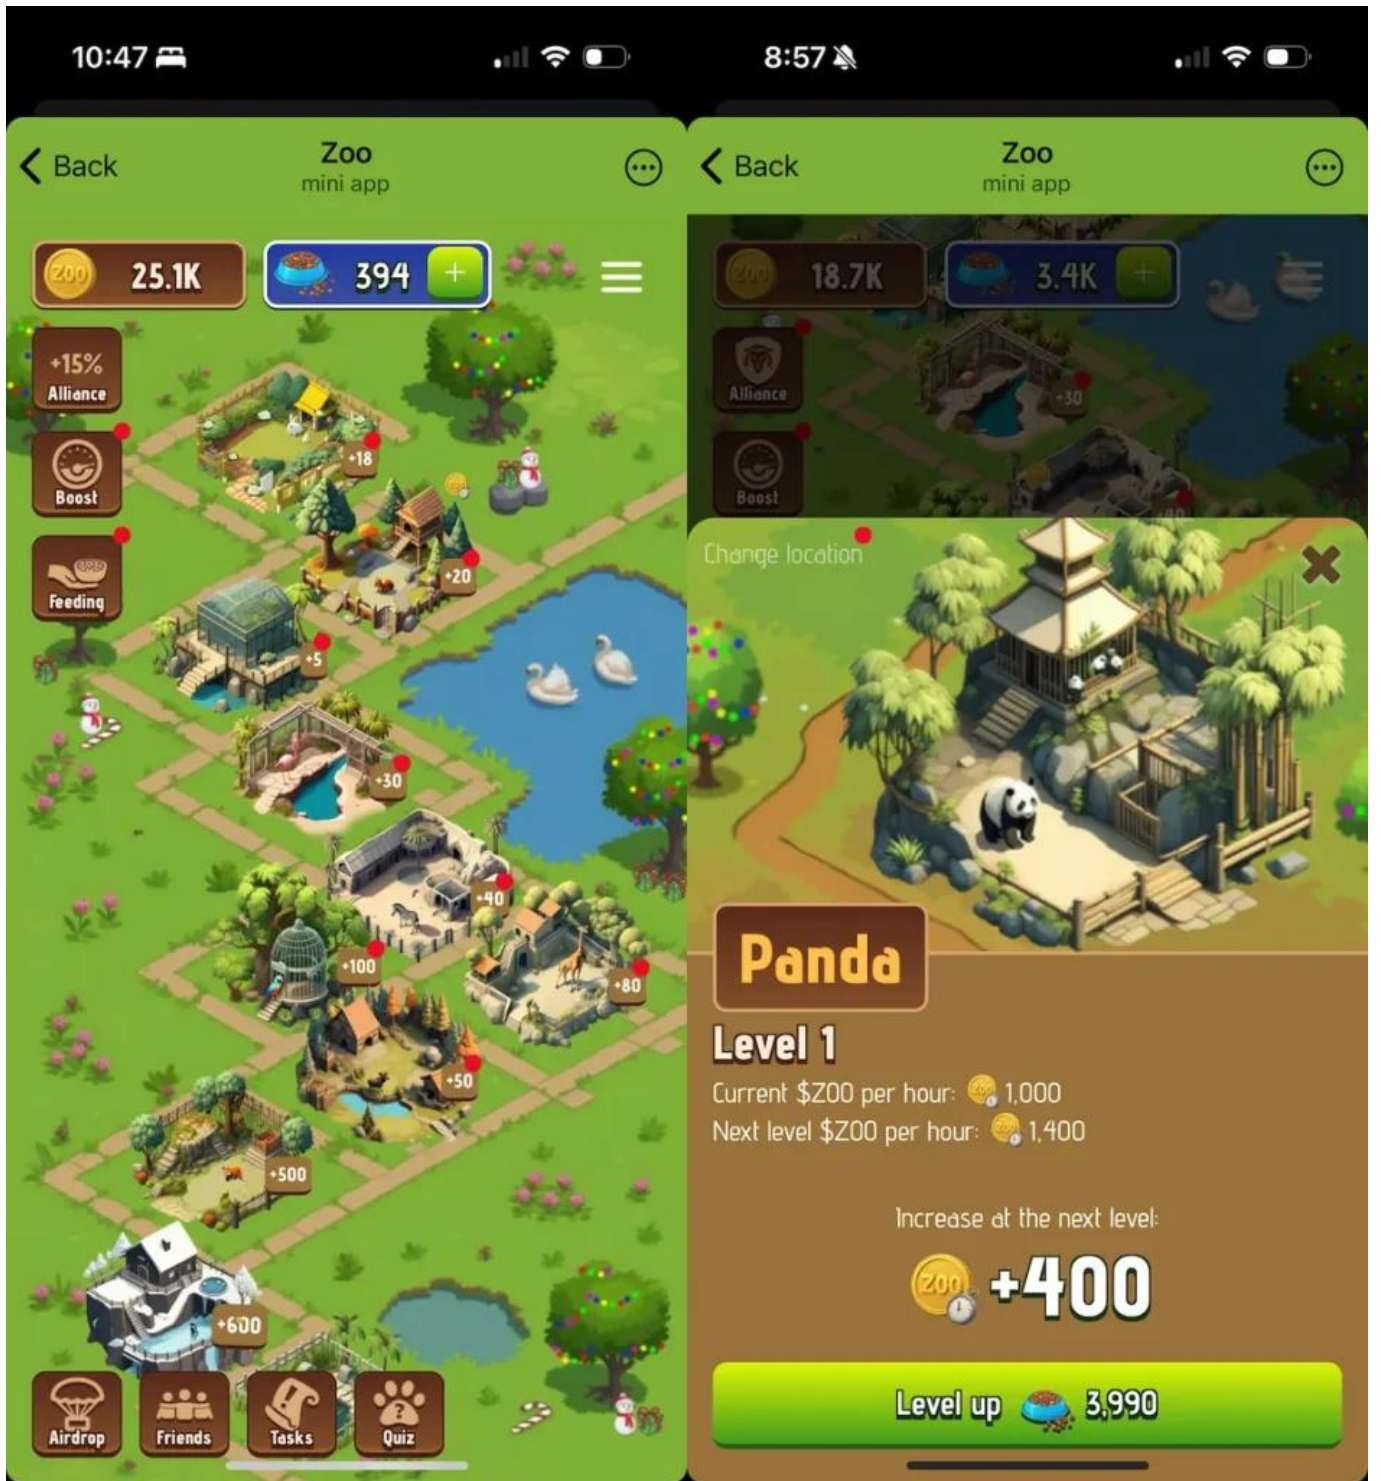 10:47
Back
Zoo
mini app
ZOO
25.1K
394
+
+15%
Alliance
+18
Boost
+20
Feeding
+5
+30
+40
+100
+80
+50
+500
+600
Airdrop
Friends
Tasks
?
Quiz
8:57
Back
Zoo
mini app
ZOO
18.7K
3.4K
+
Alliance
+30
Boost
Change location
Panda
Level 1
Current $ZOO per hour: 1,000
Next level $ZOO per hour: 1,400
Increase at the next level:
ZOO +400
Level up 3,990